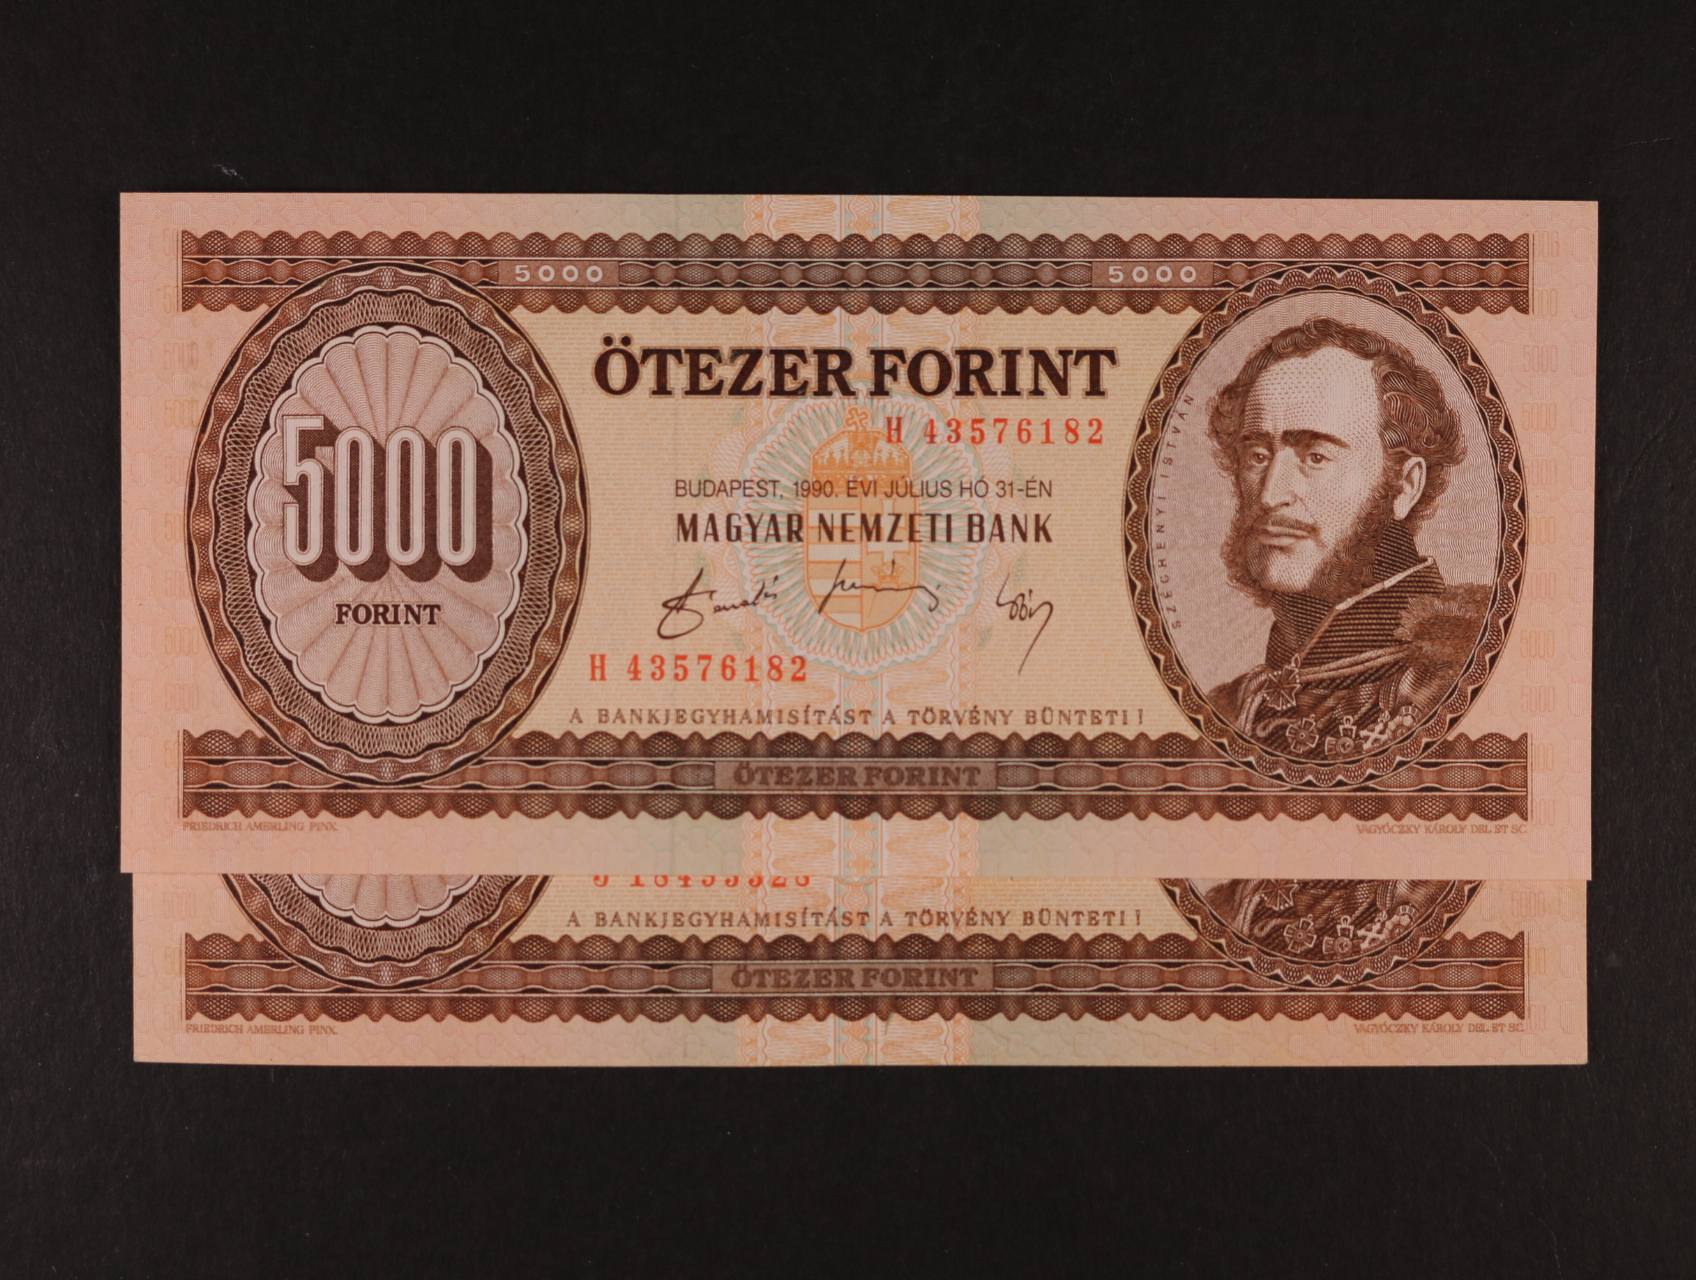 5000 5000
ÖTEZER FORINT
H 43576182
BUDAPEST, 1990. ÉVI JÚLIUS HÓ 31-ÉN
MAGYAR NEMZETI BANK
5000
FORINT
SZÉCHENYI ISTVÁN
H 43576182
A BANKJEGYHAMISÍTÁST A TÖRVÉNY BÜNTETI!
ÖTEZER FORINT
FRIEDRICH AMERLING PINX. VAGYÓCZKY KÁROLY DEL. ET SC.
A BANKJEGYHAMISÍTÁST A TÖRVÉNY BÜNTETI!
ÖTEZER FORINT
FRIEDRICH AMERLING PINX. VAGYÓCZKY KÁROLY DEL. ET SC.